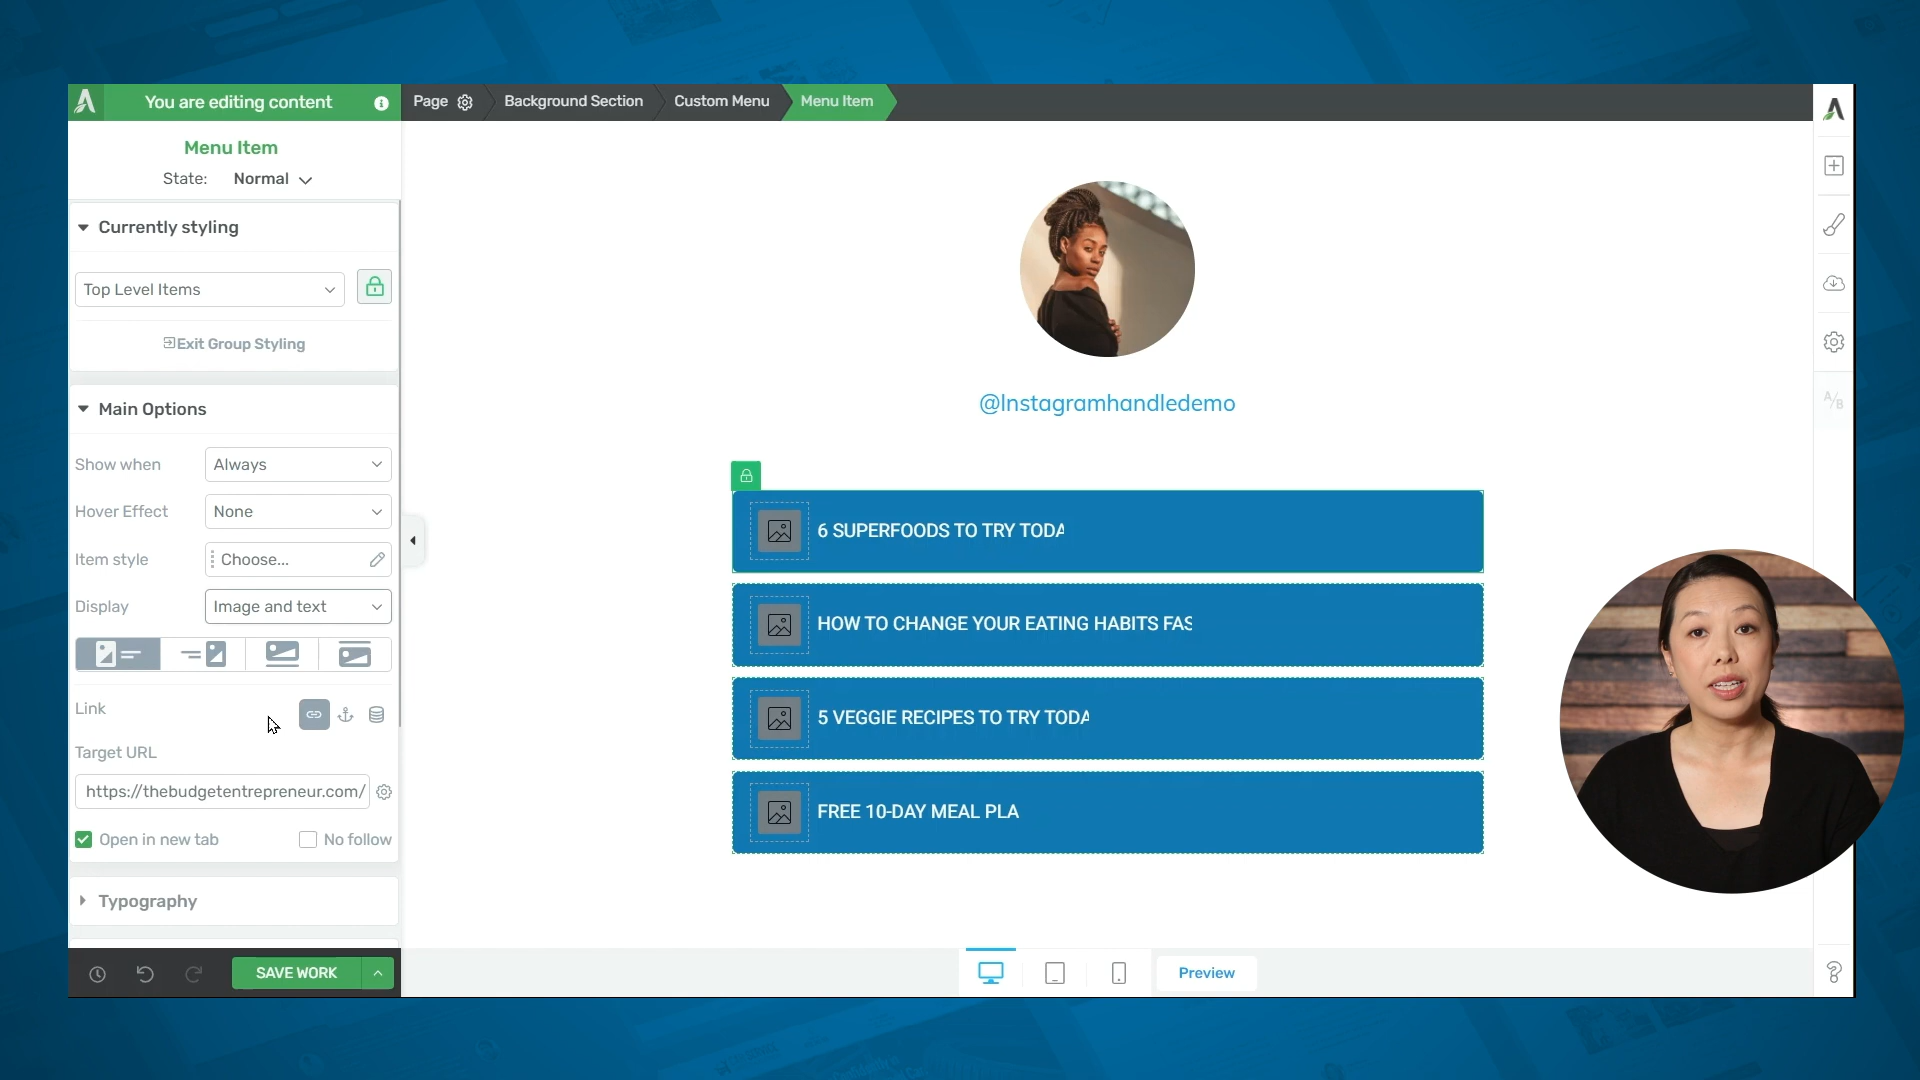 You are editing content
Page
Background Section
Custom Menu
Menu Item
Menu Item
State: Normal
Currently styling
Top Level Items
Exit Group Styling
Main Options
Show when Always
Hover Effect None
Item style Choose...
Display Image and text
Link
Target URL
https://thebudgetentrepreneur.com/
Open in new tab No follow
Typography
SAVE WORK
@Instagramhandledemo
6 SUPERFOODS TO TRY TODA
HOW TO CHANGE YOUR EATING HABITS FAS
5 VEGGIE RECIPES TO TRY TODA
FREE 10-DAY MEAL PLA
Preview
A/B